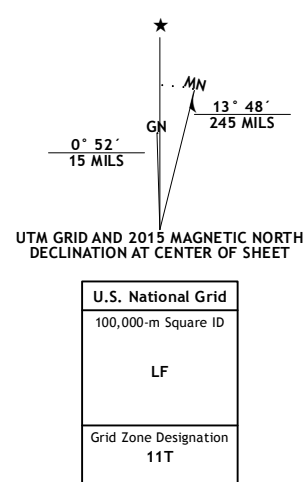 MN
GN
13° 48´
245 MILS
0° 52´
15 MILS
UTM GRID AND 2015 MAGNETIC NORTH
DECLINATION AT CENTER OF SHEET
U.S. National Grid
100,000-m Square ID
LF
Grid Zone Designation
11T